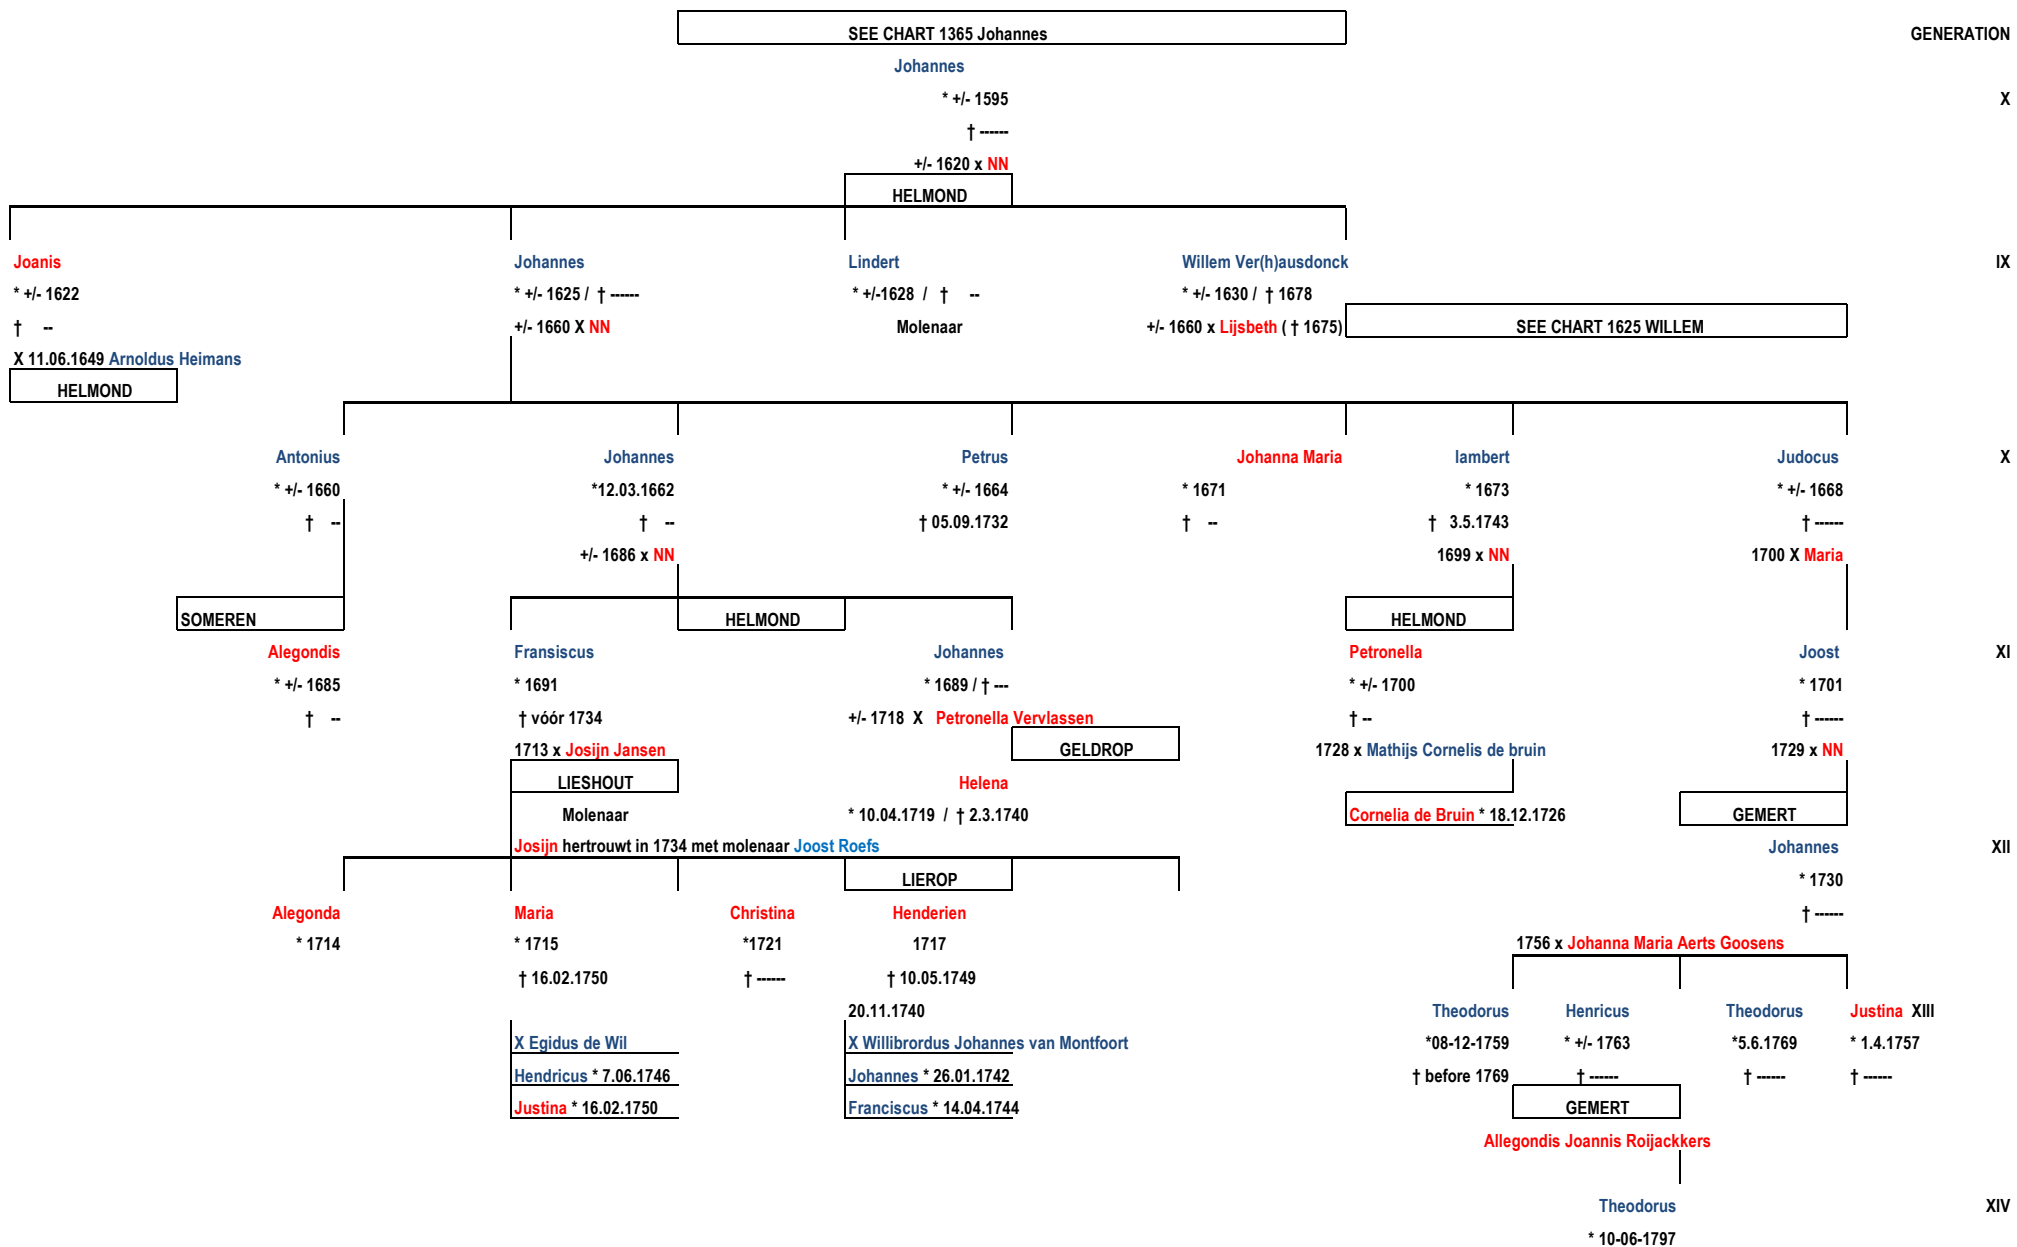 SEE CHART 1365 Johannes GENERATION
Johannes
* +/- 1595 X
† ------
+/- 1620 x NN
HELMOND
Joanis Johannes Lindert Willem Ver(h)ausdonck IX
* +/- 1622 * +/- 1625 / † ------ * +/-1628 / † -- * +/- 1630 / † 1678
† -- +/- 1660 X NN Molenaar +/- 1660 x Lijsbeth ( † 1675) SEE CHART 1625 WILLEM
X 11.06.1649 Arnoldus Heimans
HELMOND
Antonius Johannes Petrus Johanna Maria lambert Judocus X
* +/- 1660 *12.03.1662 * +/- 1664 * 1671 * 1673 * +/- 1668
† -- † -- † 05.09.1732 † -- † 3.5.1743 † ------
+/- 1686 x NN 1699 x NN 1700 X Maria
SOMEREN HELMOND HELMOND
Alegondis Fransiscus Johannes Petronella Joost XI
* +/- 1685 * 1691 * 1689 / † --- * +/- 1700 * 1701
† -- † vóór 1734 +/- 1718 X Petronella Vervlassen † -- † ------
1713 x Josijn Jansen GELDROP 1728 x Mathijs Cornelis de bruin 1729 x NN
LIESHOUT Helena
Molenaar * 10.04.1719 / † 2.3.1740 Cornelia de Bruin * 18.12.1726 GEMERT
Josijn hertrouwt in 1734 met molenaar Joost Roefs Johannes XII
LIEROP * 1730
Alegonda Maria Christina Henderien † ------
* 1714 * 1715 *1721 1717 1756 x Johanna Maria Aerts Goosens
† 16.02.1750 † ------ † 10.05.1749
20.11.1740 Theodorus Henricus Theodorus Justina XIII
X Egidus de Wil X Willibrordus Johannes van Montfoort *08-12-1759 * +/- 1763 *5.6.1769 * 1.4.1757
Hendricus * 7.06.1746 Johannes * 26.01.1742 † before 1769 † ------ † ------ † ------
Justina * 16.02.1750 Franciscus * 14.04.1744 GEMERT
Allegondis Joannis Roijackkers
Theodorus XIV
* 10-06-1797